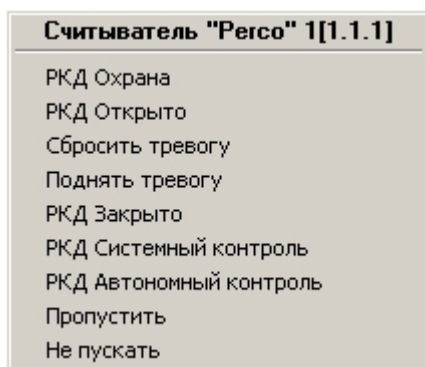 Считыватель "Perco" 1[1.1.1]
РКД Охрана
РКД Открыто
Сбросить тревогу
Поднять тревогу
РКД Закрыто
РКД Системный контроль
РКД Автономный контроль
Пропустить
Не пускать